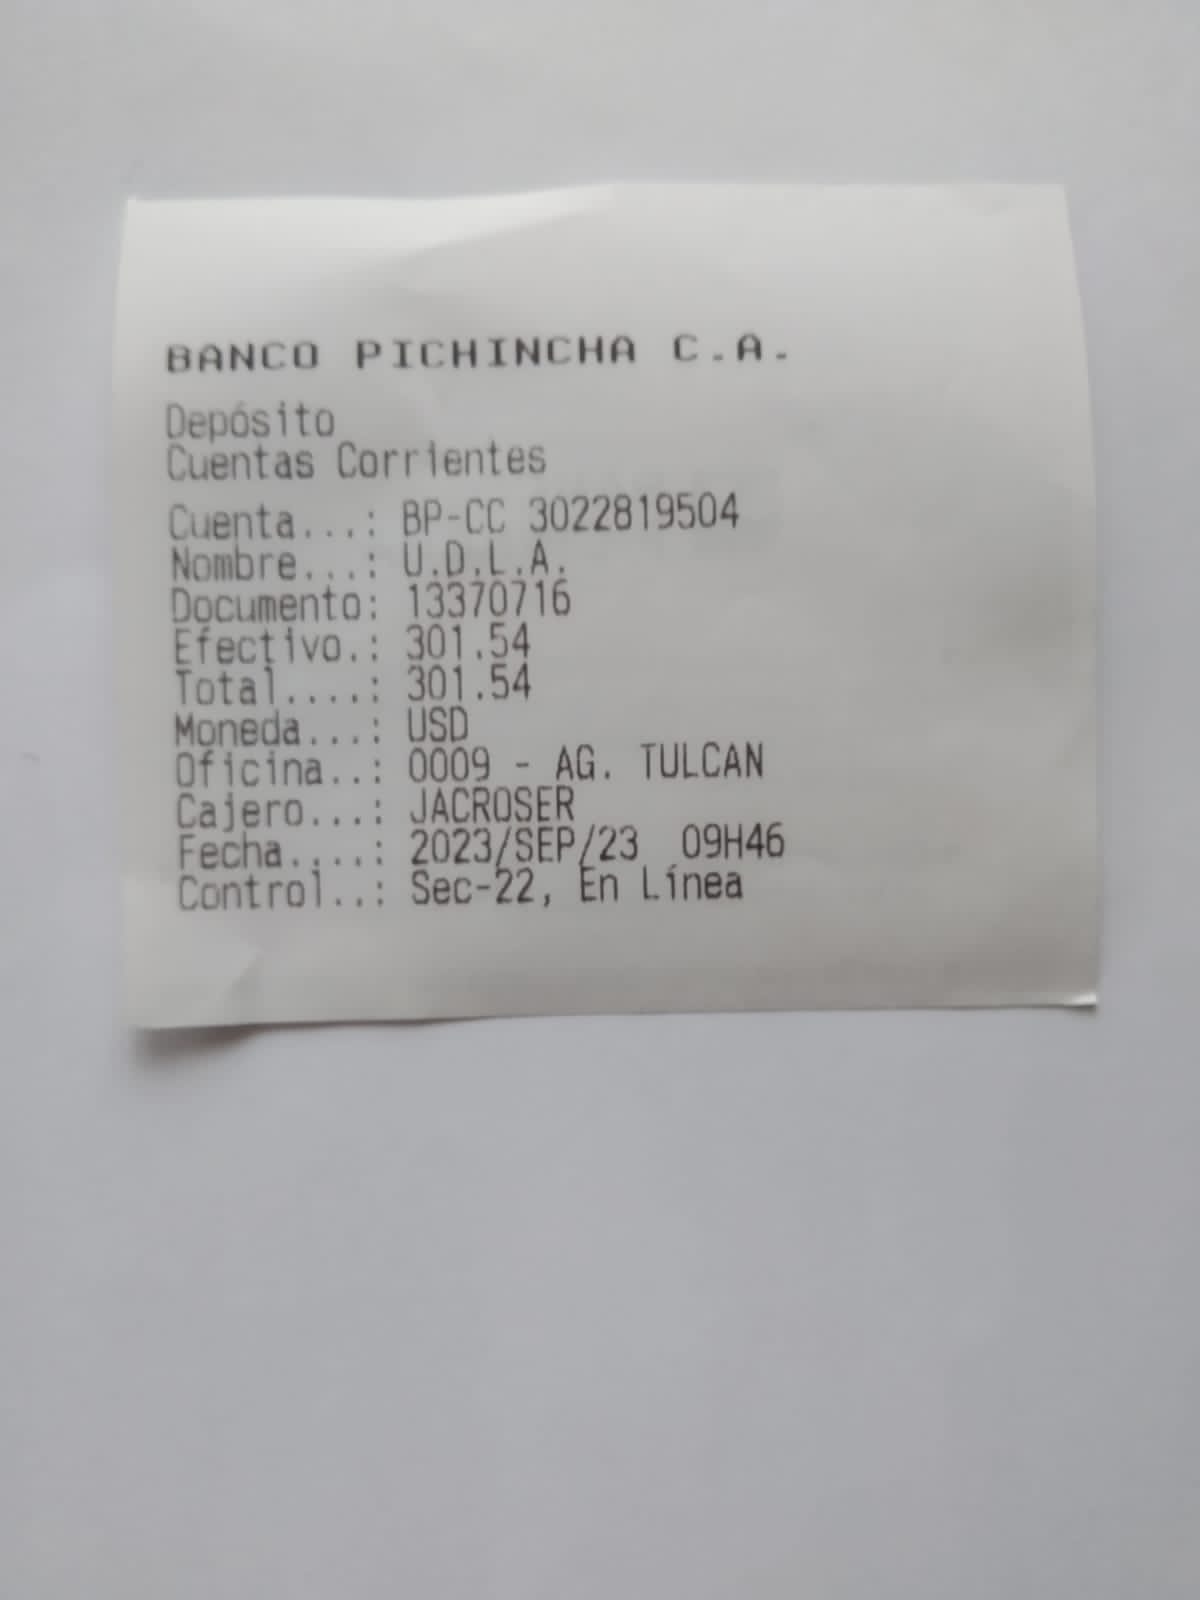 BANCO PICHINCHA C.A.
Depósito
Cuentas Corrientes
Cuenta...: BP-CC 3022819504
Nombre...: U.D.L.A.
Documento: 13370716
Efectivo.: 301.54
Total....: 301.54
Moneda...: USD
Oficina..: 0009 - AG. TULCAN
Cajero...: JACROSER
Fecha....: 2023/SEP/23  09H46
Control..: Sec-22, En Línea